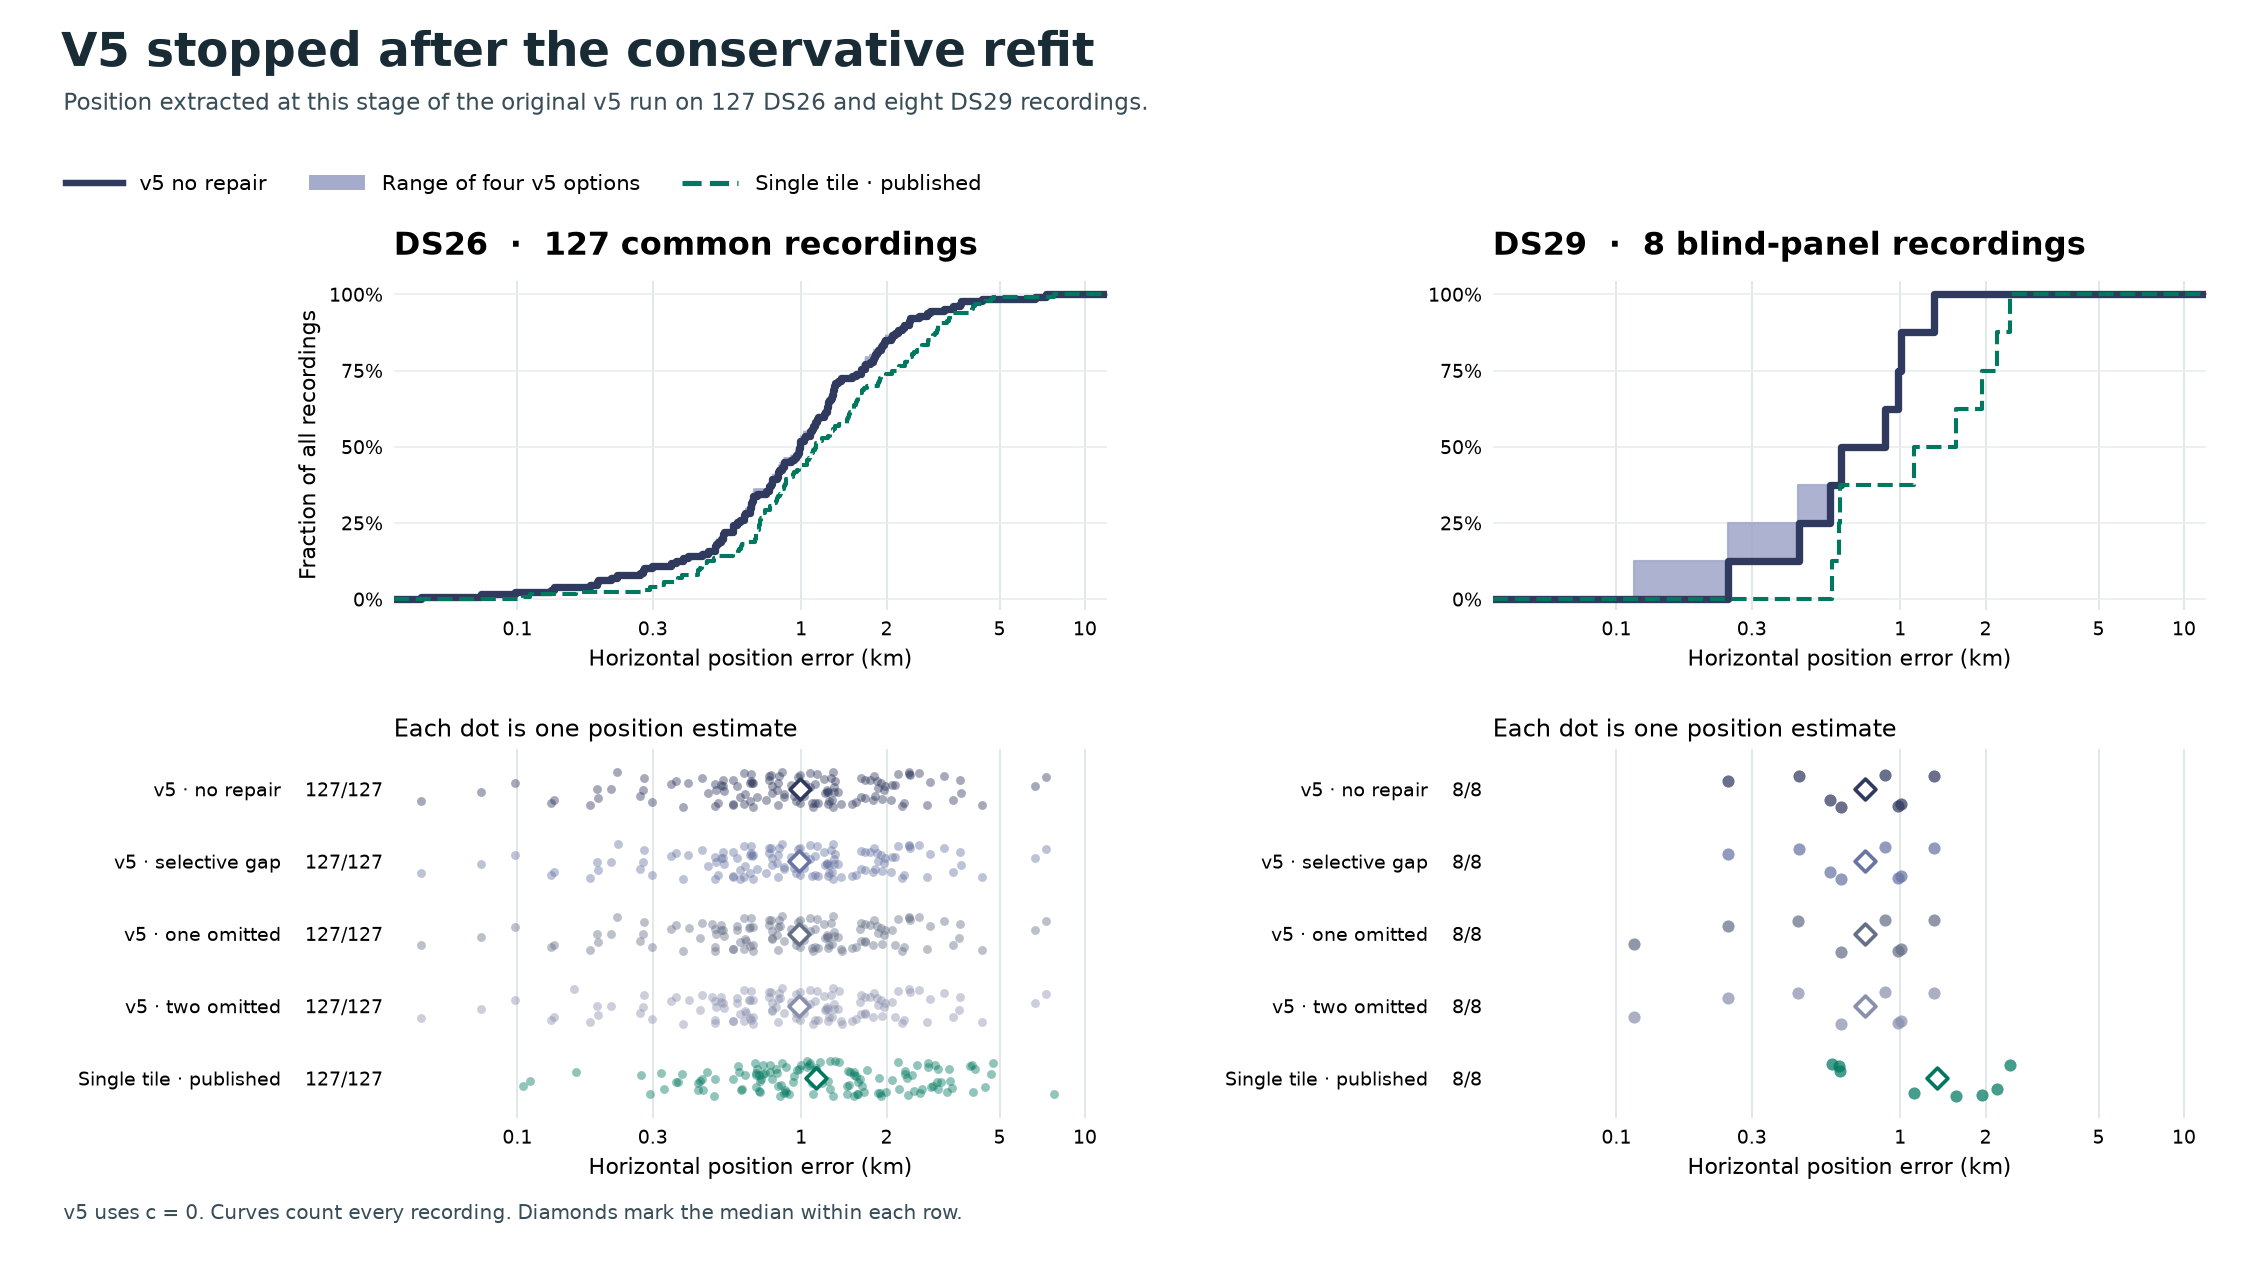 V5 stopped after the conservative refit
Position extracted at this stage of the original v5 run on 127 DS26 and eight DS29 recordings.
v5 no repair
Range of four v5 options
Single tile · published
DS26 · 127 common recordings
100%
75%
50%
25%
0%
Fraction of all recordings
0.1 0.3 1 2 5 10
Horizontal position error (km)
DS29 · 8 blind-panel recordings
100%
75%
50%
25%
0%
0.1 0.3 1 2 5 10
Horizontal position error (km)
Each dot is one position estimate
v5 · no repair 127/127
v5 · selective gap 127/127
v5 · one omitted 127/127
v5 · two omitted 127/127
Single tile · published 127/127
0.1 0.3 1 2 5 10
Horizontal position error (km)
Each dot is one position estimate
v5 · no repair 8/8
v5 · selective gap 8/8
v5 · one omitted 8/8
v5 · two omitted 8/8
Single tile · published 8/8
0.1 0.3 1 2 5 10
Horizontal position error (km)
v5 uses c = 0. Curves count every recording. Diamonds mark the median within each row.